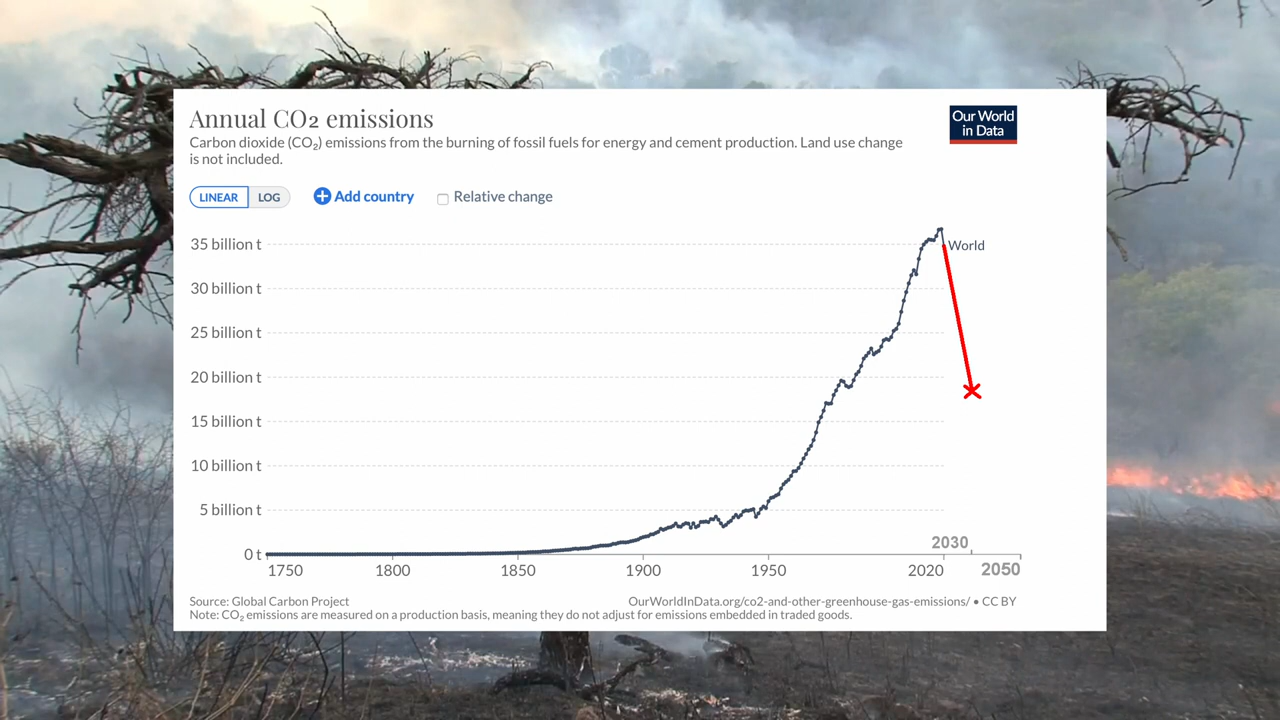 Annual CO₂ emissions
Our World
in Data
Carbon dioxide (CO₂) emissions from the burning of fossil fuels for energy and cement production. Land use change
is not included.
LINEAR LOG Add country Relative change
35 billion t
World
30 billion t
25 billion t
20 billion t
15 billion t
10 billion t
5 billion t
2030
0 t
1750 1800 1850 1900 1950 2020 2050
Source: Global Carbon Project OurWorldInData.org/co2-and-other-greenhouse-gas-emissions/ • CC BY
Note: CO₂ emissions are measured on a production basis, meaning they do not adjust for emissions embedded in traded goods.